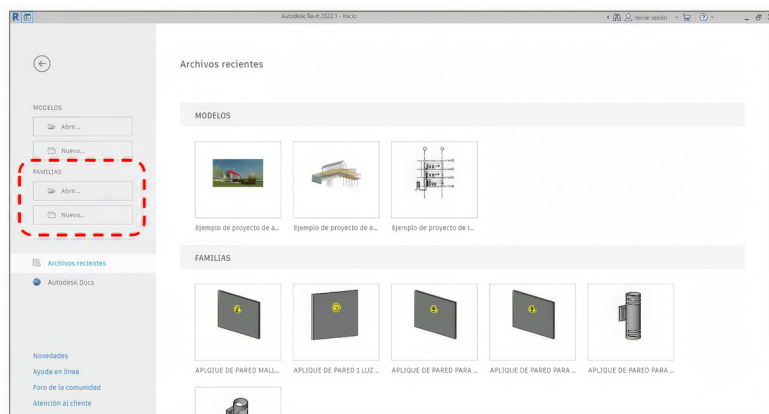 R
Autodesk Revit 2022.1 - Inicio
Iniciar sesión
Archivos recientes
MODELOS
Abrir...
Nuevo...
FAMILIAS
Abrir...
Nuevo...
Archivos recientes
Autodesk Docs
Novedades
Ayuda en línea
Foro de la comunidad
Atención al cliente
MODELOS
Ejemplo de proyecto de a...
Ejemplo de proyecto de e...
Ejemplo de proyecto de i...
FAMILIAS
APLQIUE DE PARED MALL...
APLIQUE DE PARED 1 LUZ ...
APLIQUE DE PARED PARA ...
APLIQUE DE PARED PARA ...
APLIQUE DE PARED PARA ...